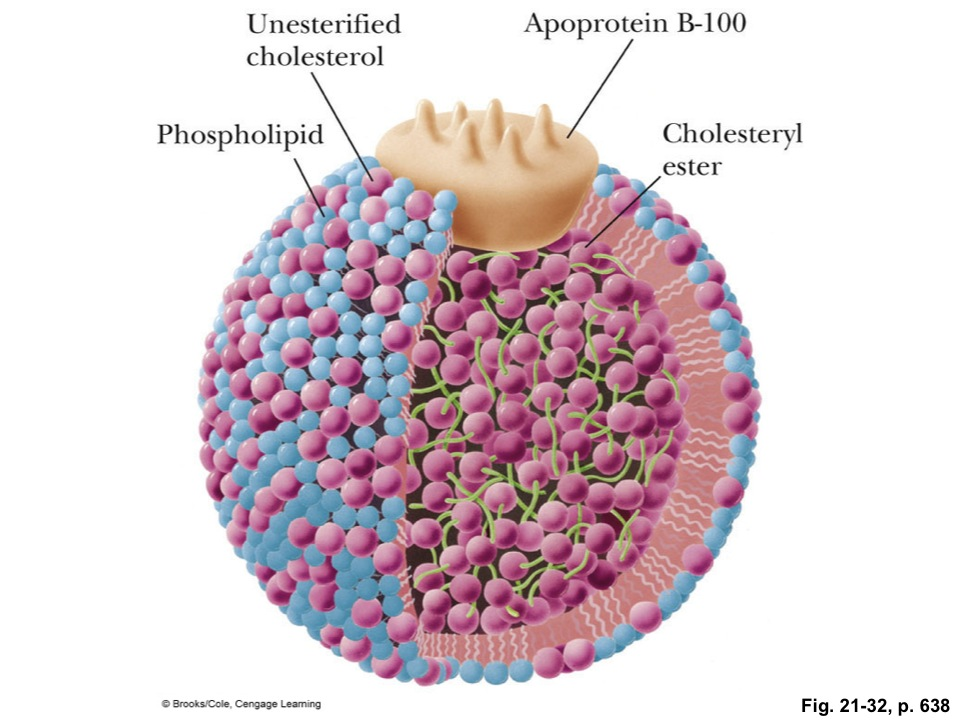 Unesterified
cholesterol
Apoprotein B-100
Phospholipid
Cholesteryl
ester
© Brooks/Cole, Cengage Learning
Fig. 21-32, p. 638